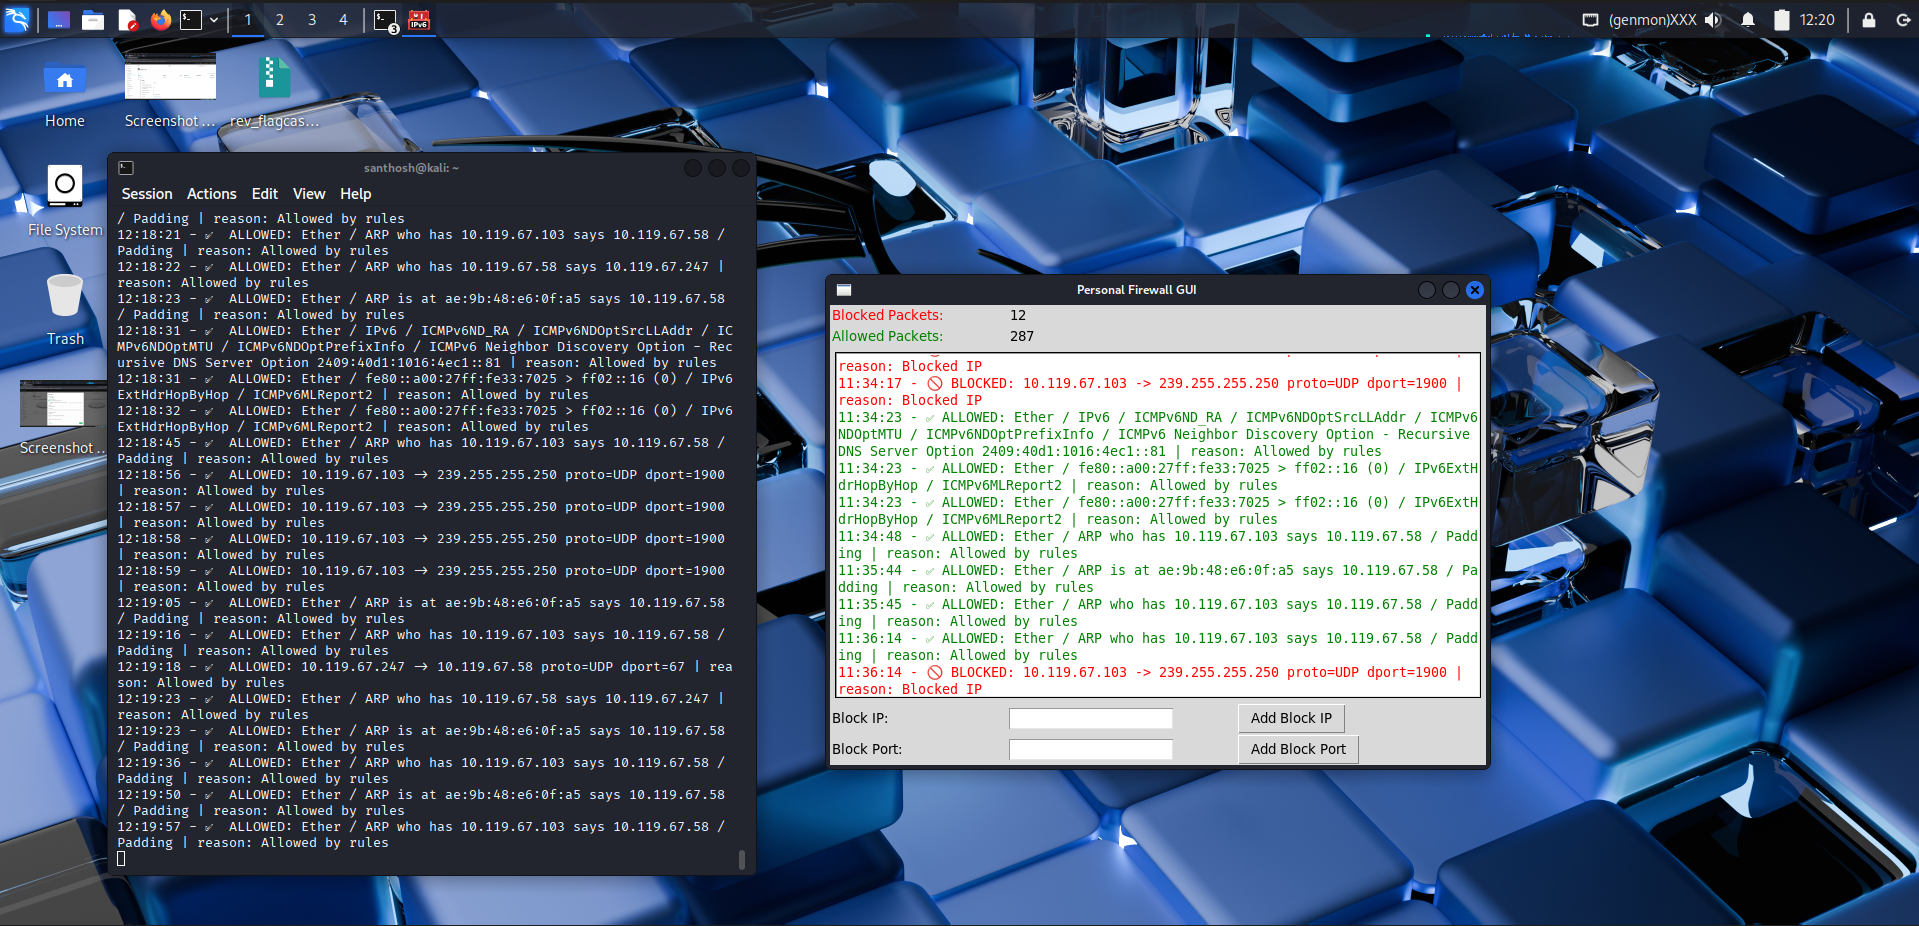 1 2 3 4
3
IPv6
(genmon)XXX
12:20
Home
Screenshot ...
rev_flagcas...
File System
Trash
Screenshot ...
santhosh@kali: ~
Session Actions Edit View Help
/ Padding | reason: Allowed by rules
12:18:21 - ✅ ALLOWED: Ether / ARP who has 10.119.67.103 says 10.119.67.58 /
Padding | reason: Allowed by rules
12:18:22 - ✅ ALLOWED: Ether / ARP who has 10.119.67.58 says 10.119.67.247 |
reason: Allowed by rules
12:18:23 - ✅ ALLOWED: Ether / ARP is at ae:9b:48:e6:0f:a5 says 10.119.67.58
/ Padding | reason: Allowed by rules
12:18:31 - ✅ ALLOWED: Ether / IPv6 / ICMPv6ND_RA / ICMPv6NDOptSrcLLAddr / IC
MPv6NDOptMTU / ICMPv6NDOptPrefixInfo / ICMPv6 Neighbor Discovery Option - Rec
ursive DNS Server Option 2409:40d1:1016:4ec1::81 | reason: Allowed by rules
12:18:31 - ✅ ALLOWED: Ether / fe80::a00:27ff:fe33:7025 > ff02::16 (0) / IPv6
ExtHdrHopByHop / ICMPv6MLReport2 | reason: Allowed by rules
12:18:32 - ✅ ALLOWED: Ether / fe80::a00:27ff:fe33:7025 > ff02::16 (0) / IPv6
ExtHdrHopByHop / ICMPv6MLReport2 | reason: Allowed by rules
12:18:45 - ✅ ALLOWED: Ether / ARP who has 10.119.67.103 says 10.119.67.58 /
Padding | reason: Allowed by rules
12:18:56 - ✅ ALLOWED: 10.119.67.103 -> 239.255.255.250 proto=UDP dport=1900
| reason: Allowed by rules
12:18:57 - ✅ ALLOWED: 10.119.67.103 -> 239.255.255.250 proto=UDP dport=1900
| reason: Allowed by rules
12:18:58 - ✅ ALLOWED: 10.119.67.103 -> 239.255.255.250 proto=UDP dport=1900
| reason: Allowed by rules
12:18:59 - ✅ ALLOWED: 10.119.67.103 -> 239.255.255.250 proto=UDP dport=1900
| reason: Allowed by rules
12:19:05 - ✅ ALLOWED: Ether / ARP is at ae:9b:48:e6:0f:a5 says 10.119.67.58
/ Padding | reason: Allowed by rules
12:19:16 - ✅ ALLOWED: Ether / ARP who has 10.119.67.103 says 10.119.67.58 /
Padding | reason: Allowed by rules
12:19:18 - ✅ ALLOWED: 10.119.67.247 -> 10.119.67.58 proto=UDP dport=67 | rea
son: Allowed by rules
12:19:23 - ✅ ALLOWED: Ether / ARP who has 10.119.67.58 says 10.119.67.247 |
reason: Allowed by rules
12:19:23 - ✅ ALLOWED: Ether / ARP is at ae:9b:48:e6:0f:a5 says 10.119.67.58
/ Padding | reason: Allowed by rules
12:19:36 - ✅ ALLOWED: Ether / ARP who has 10.119.67.103 says 10.119.67.58 /
Padding | reason: Allowed by rules
12:19:50 - ✅ ALLOWED: Ether / ARP is at ae:9b:48:e6:0f:a5 says 10.119.67.58
/ Padding | reason: Allowed by rules
12:19:57 - ✅ ALLOWED: Ether / ARP who has 10.119.67.103 says 10.119.67.58 /
Padding | reason: Allowed by rules
Personal Firewall GUI
Blocked Packets: 12
Allowed Packets: 287
reason: Blocked IP
11:34:17 - 🚫 BLOCKED: 10.119.67.103 -> 239.255.255.250 proto=UDP dport=1900 |
reason: Blocked IP
11:34:23 - ✅ ALLOWED: Ether / IPv6 / ICMPv6ND_RA / ICMPv6NDOptSrcLLAddr / ICMPv6
NDOptMTU / ICMPv6NDOptPrefixInfo / ICMPv6 Neighbor Discovery Option - Recursive
DNS Server Option 2409:40d1:1016:4ec1::81 | reason: Allowed by rules
11:34:23 - ✅ ALLOWED: Ether / fe80::a00:27ff:fe33:7025 > ff02::16 (0) / IPv6ExtH
drHopByHop / ICMPv6MLReport2 | reason: Allowed by rules
11:34:23 - ✅ ALLOWED: Ether / fe80::a00:27ff:fe33:7025 > ff02::16 (0) / IPv6ExtH
drHopByHop / ICMPv6MLReport2 | reason: Allowed by rules
11:34:48 - ✅ ALLOWED: Ether / ARP who has 10.119.67.103 says 10.119.67.58 / Padd
ing | reason: Allowed by rules
11:35:44 - ✅ ALLOWED: Ether / ARP is at ae:9b:48:e6:0f:a5 says 10.119.67.58 / Pa
dding | reason: Allowed by rules
11:35:45 - ✅ ALLOWED: Ether / ARP who has 10.119.67.103 says 10.119.67.58 / Padd
ing | reason: Allowed by rules
11:36:14 - ✅ ALLOWED: Ether / ARP who has 10.119.67.103 says 10.119.67.58 / Padd
ing | reason: Allowed by rules
11:36:14 - 🚫 BLOCKED: 10.119.67.103 -> 239.255.255.250 proto=UDP dport=1900 |
reason: Blocked IP
Block IP: Add Block IP
Block Port: Add Block Port